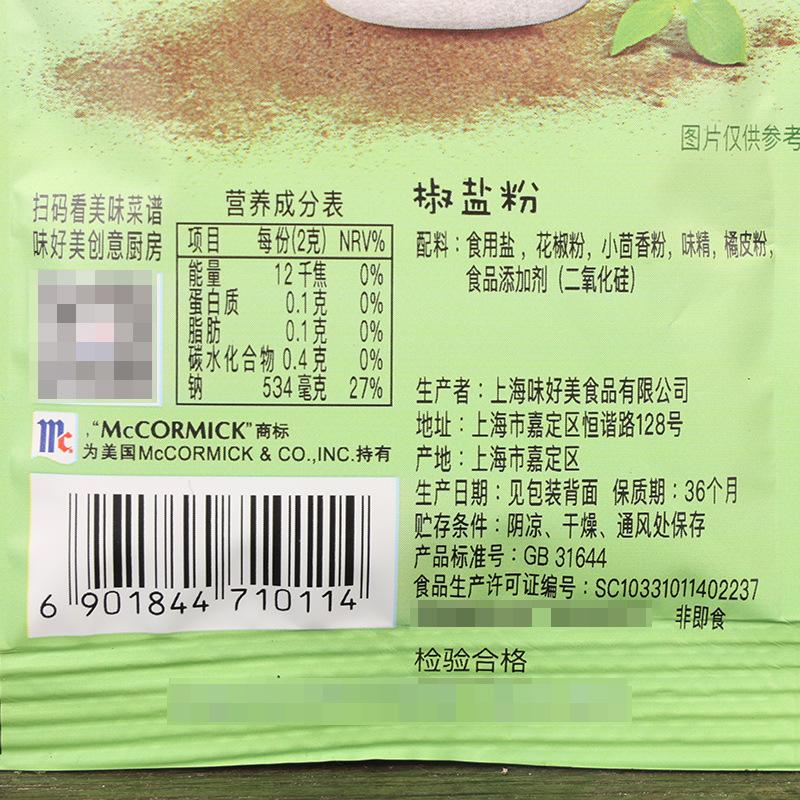 图片仅供参考
扫码看美味菜谱
味好美创意厨房
营养成分表
项目 每份(2克) NRV%
能量 12千焦 0%
蛋白质 0.1克 0%
脂肪 0.1克 0%
碳水化合物 0.4克 0%
钠 534毫克 27%
Mc ,“McCORMICK”商标
为美国McCORMICK & CO.,INC.持有
6 901844 710114
椒盐粉
配料：食用盐，花椒粉，小茴香粉，味精，橘皮粉，
食品添加剂（二氧化硅）
生产者：上海味好美食品有限公司
地址：上海市嘉定区恒谐路128号
产地：上海市嘉定区
生产日期：见包装背面 保质期：36个月
贮存条件：阴凉、干燥、通风处保存
产品标准号：GB 31644
食品生产许可证编号：SC10331011402237
非即食
检验合格